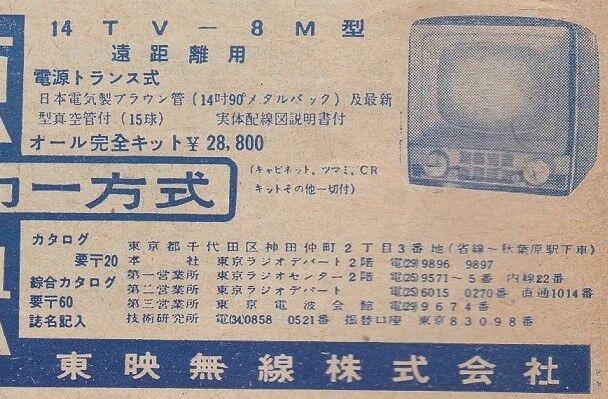 14 TV-8M型
遠距離用
電源トランス式
日本電気製ブラウン管(14吋90°メタルバック)及最新
型真空管付(15球) 実体配線図説明書付
オール完全キット¥28,800
(キャビネット、ツマミ、CR
キットその他一切付)
カー方式
カタログ
要〒20
綜合カタログ
要〒60
誌名記入
東京都千代田区神田仲町2丁目3番地(省線~秋葉原駅下車)
本社 東京ラジオデパート2階 電(29)9896 9897
第一営業所 東京ラジオセンター2階 電(25)9571~5番 内線22番
第二営業所 東京ラジオデパート 電(25)6015 0270番 直通1014番
第三営業所 東京電波会館 電(29)9674番
技術研究所 電(34)0858 0521番 振替口座 東京83098番
東映無線株式会社